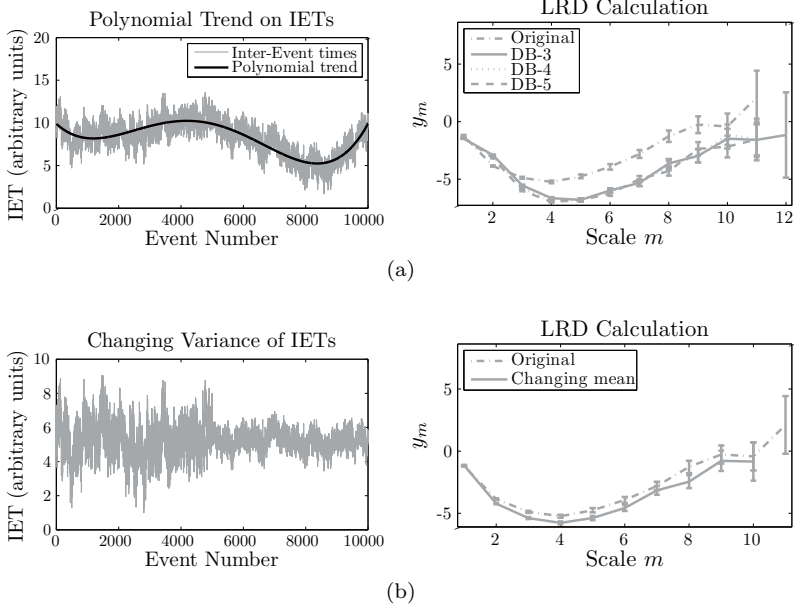 Polynomial Trend on IETs
IET (arbitrary units)
20
15
10
5
0
Inter-Event times
Polynomial trend
0 2000 4000 6000 8000 10000
Event Number
LRD Calculation
y_m
5
0
-5
Original
DB-3
DB-4
DB-5
2 4 6 8 10 12
Scale m
(a)
Changing Variance of IETs
IET (arbitrary units)
10
8
6
4
2
0
0 2000 4000 6000 8000 10000
Event Number
LRD Calculation
y_m
5
0
-5
Original
Changing mean
2 4 6 8 10
Scale m
(b)